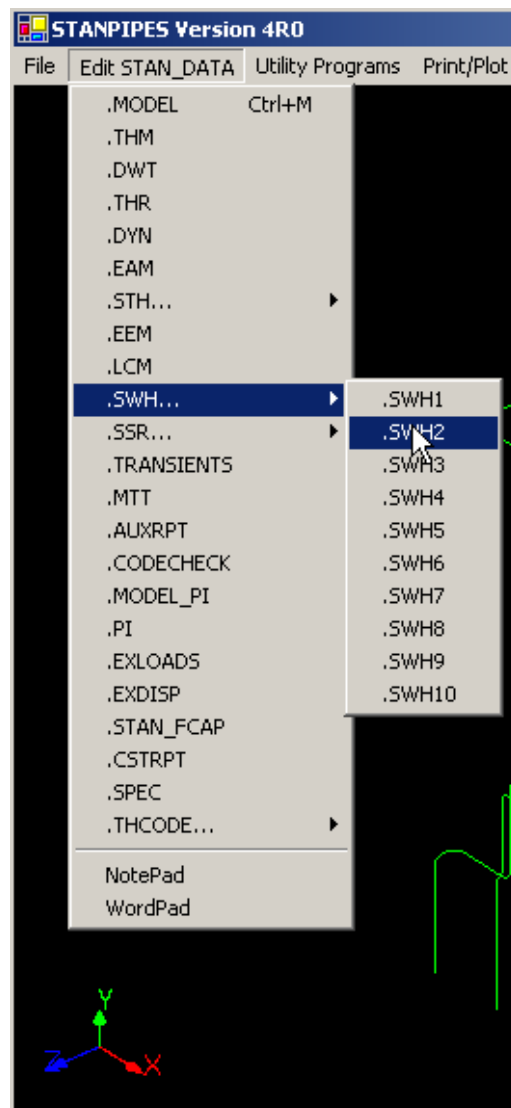 STANPIPES Version 4R0
File Edit STAN_DATA Utility Programs Print/Plot
.MODEL Ctrl+M
.THM
.DWT
.THR
.DYN
.EAM
.STH...
.EEM
.LCM
.SWH...
.SSR...
.TRANSIENTS
.MTT
.AUXRPT
.CODECHECK
.MODEL_PI
.PI
.EXLOADS
.EXDISP
.STAN_FCAP
.CSTRPT
.SPEC
.THCODE...
NotePad
WordPad
.SWH1
.SWH2
.SWH3
.SWH4
.SWH5
.SWH6
.SWH7
.SWH8
.SWH9
.SWH10
Y
Z X